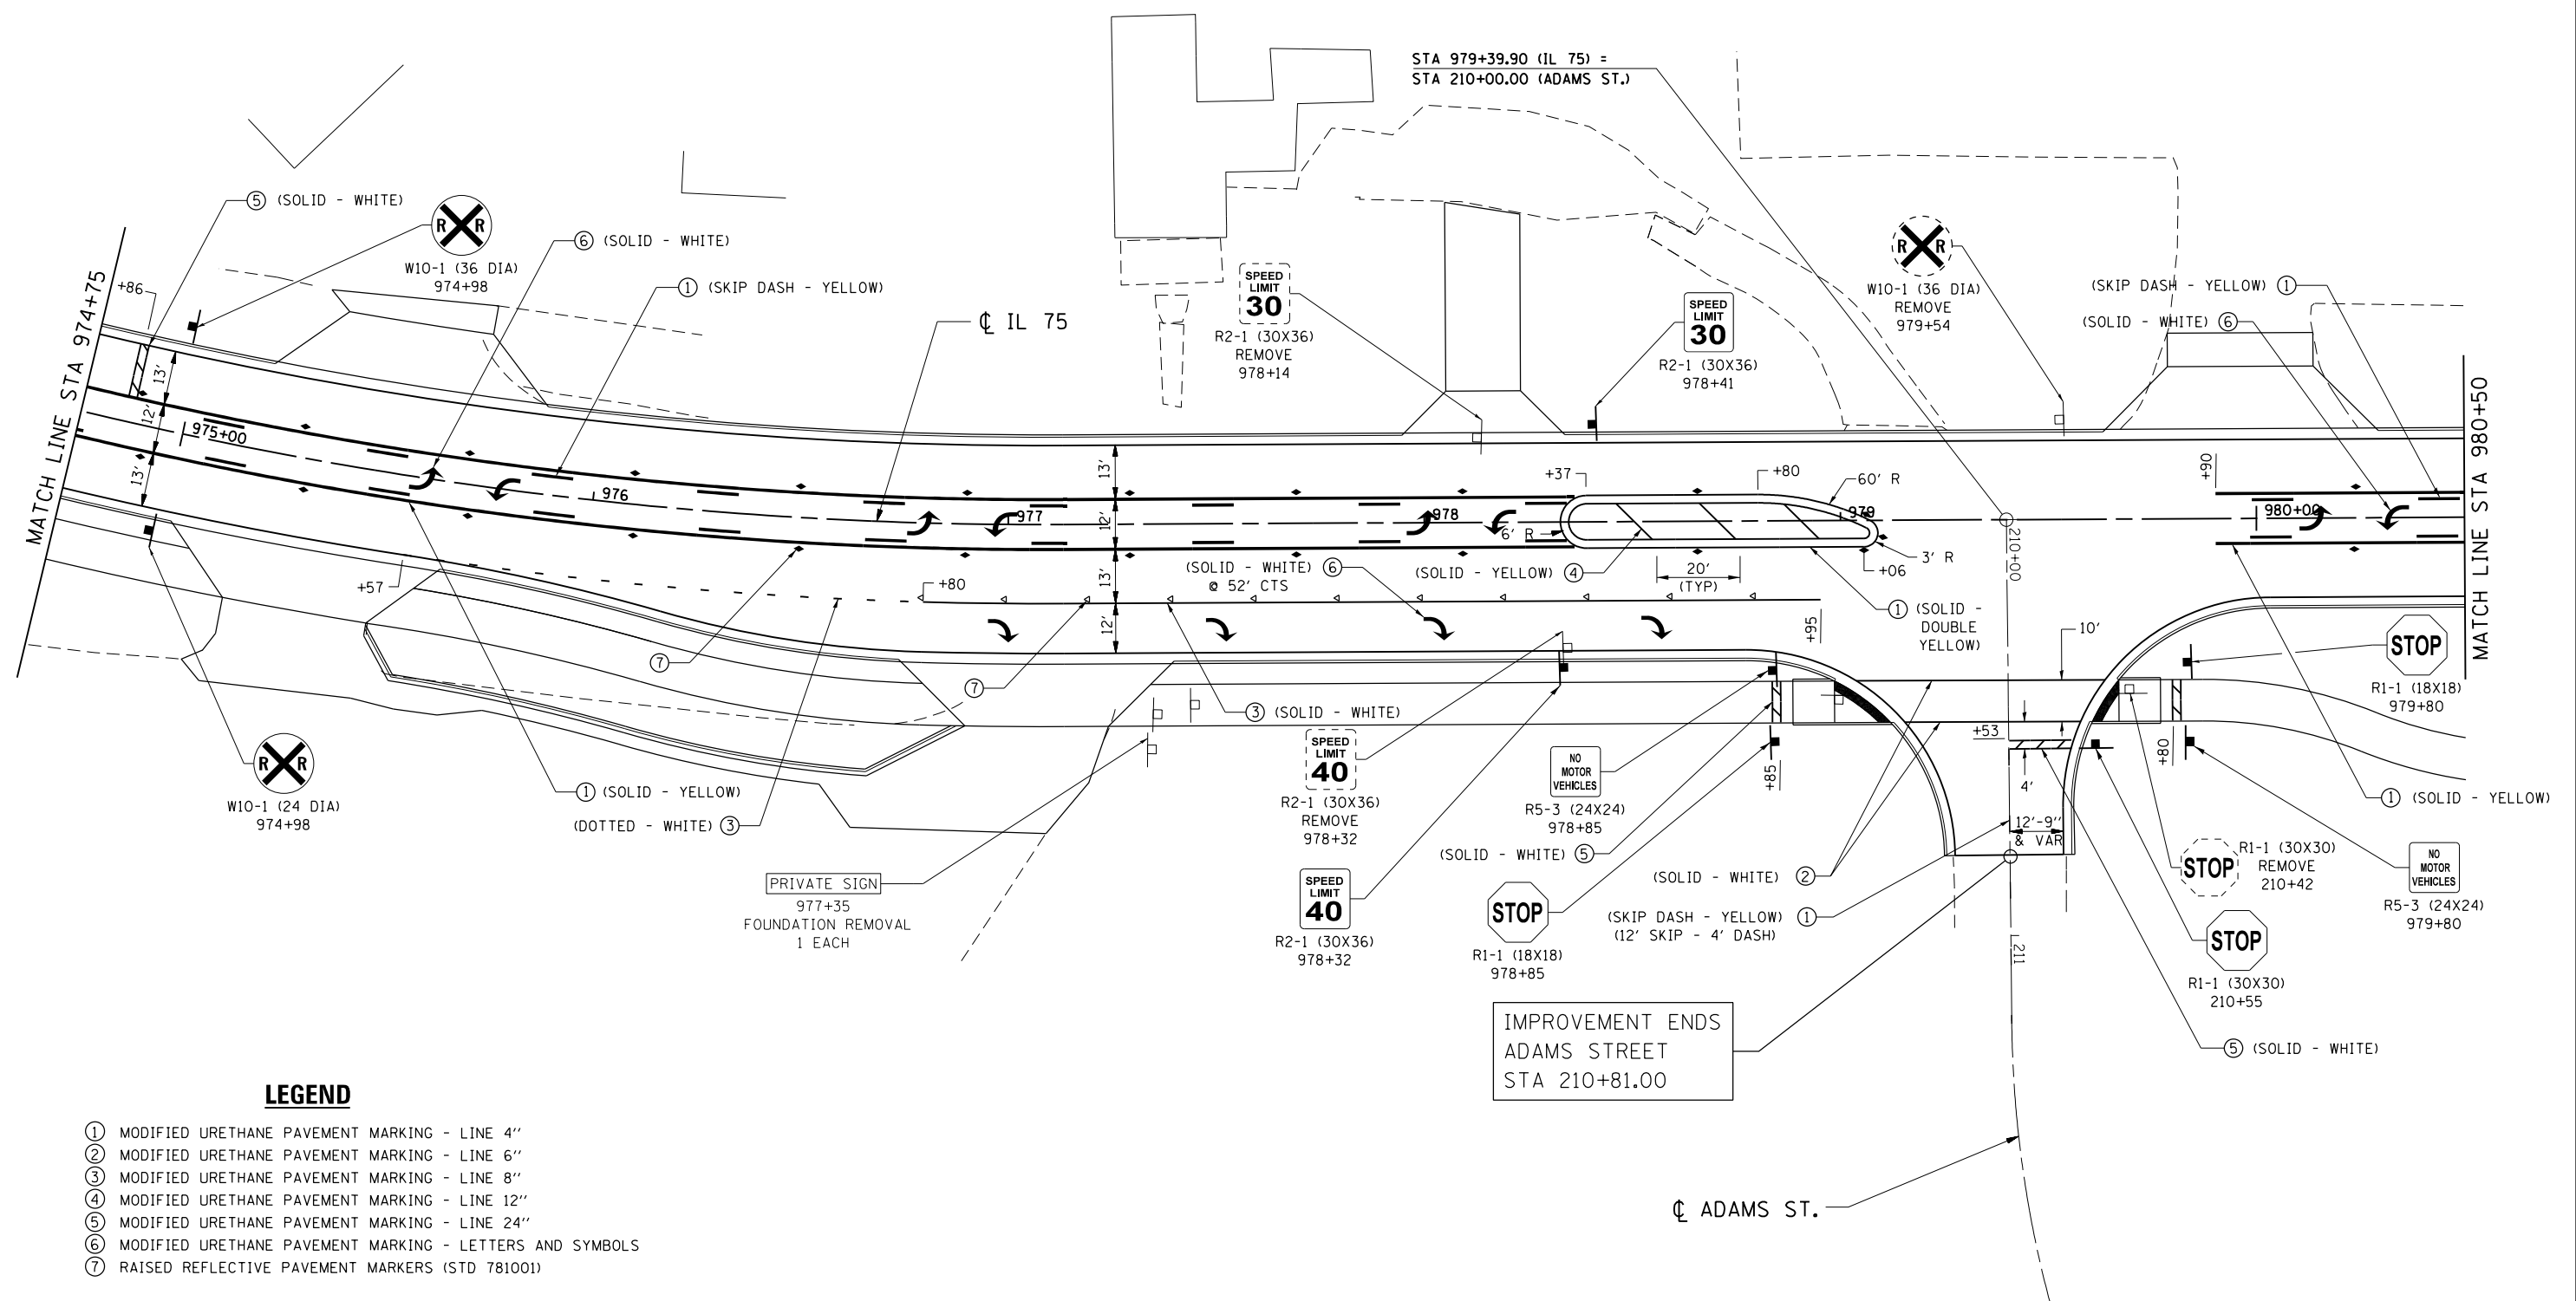 STA 979+39.90 (IL 75) =
STA 210+00.00 (ADAMS ST.)
MATCH LINE STA 974+75
+86
5 (SOLID - WHITE)
R R
W10-1 (36 DIA)
974+98
6 (SOLID - WHITE)
1 (SKIP DASH - YELLOW)
℄ IL 75
SPEED
LIMIT
30
R2-1 (30X36)
REMOVE
978+14
SPEED
LIMIT
30
R2-1 (30X36)
978+41
R R
W10-1 (36 DIA)
REMOVE
979+54
(SKIP DASH - YELLOW) 1
(SOLID - WHITE) 6
MATCH LINE STA 980+50
13'
12'
13'
975+00
976
977
978
979
980+00
13'
12'
13'
12'
+37
+80
60' R
6' R
3' R
+06
+90
(SOLID - WHITE) 6
@ 52' CTS
(SOLID - YELLOW) 4
20'
(TYP)
1 (SOLID -
DOUBLE
YELLOW)
210+00
+57
+80
+95
10'
STOP
R1-1 (18X18)
979+80
7
7
3 (SOLID - WHITE)
R R
W10-1 (24 DIA)
974+98
1 (SOLID - YELLOW)
(DOTTED - WHITE) 3
SPEED
LIMIT
40
R2-1 (30X36)
REMOVE
978+32
NO
MOTOR
VEHICLES
R5-3 (24X24)
978+85
+85
+53
+80
4'
12'-9"
& VAR
1 (SOLID - YELLOW)
(SOLID - WHITE) 5
PRIVATE SIGN
977+35
FOUNDATION REMOVAL
1 EACH
SPEED
LIMIT
40
R2-1 (30X36)
978+32
STOP
R1-1 (18X18)
978+85
(SOLID - WHITE) 2
(SKIP DASH - YELLOW) 1
(12' SKIP - 4' DASH)
STOP
R1-1 (30X30)
REMOVE
210+42
NO
MOTOR
VEHICLES
R5-3 (24X24)
979+80
STOP
R1-1 (30X30)
210+55
211
5 (SOLID - WHITE)
IMPROVEMENT ENDS
ADAMS STREET
STA 210+81.00
℄ ADAMS ST.
LEGEND
1 MODIFIED URETHANE PAVEMENT MARKING - LINE 4"
2 MODIFIED URETHANE PAVEMENT MARKING - LINE 6"
3 MODIFIED URETHANE PAVEMENT MARKING - LINE 8"
4 MODIFIED URETHANE PAVEMENT MARKING - LINE 12"
5 MODIFIED URETHANE PAVEMENT MARKING - LINE 24"
6 MODIFIED URETHANE PAVEMENT MARKING - LETTERS AND SYMBOLS
7 RAISED REFLECTIVE PAVEMENT MARKERS (STD 781001)